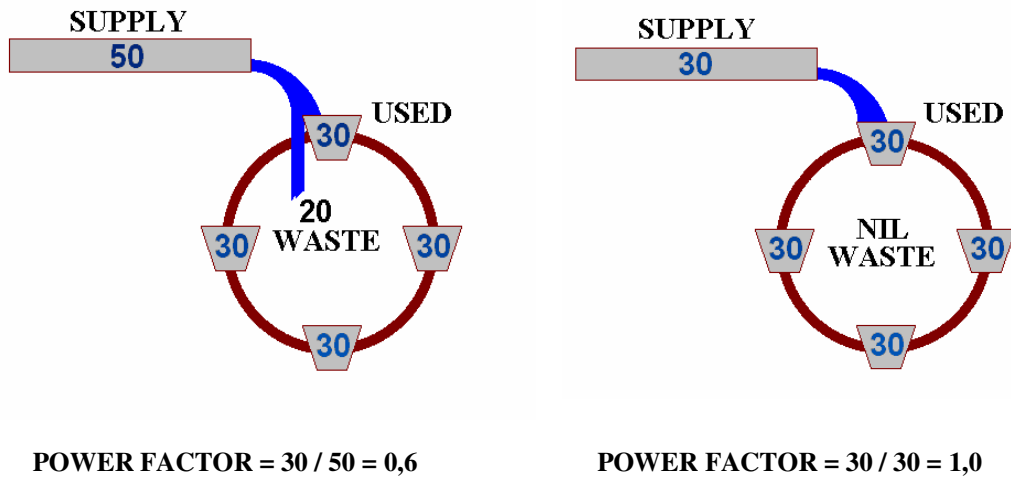 SUPPLY
50
USED
30
20
WASTE
30
30
30
POWER FACTOR = 30 / 50 = 0,6
SUPPLY
30
USED
30
NIL
WASTE
30
30
30
POWER FACTOR = 30 / 30 = 1,0